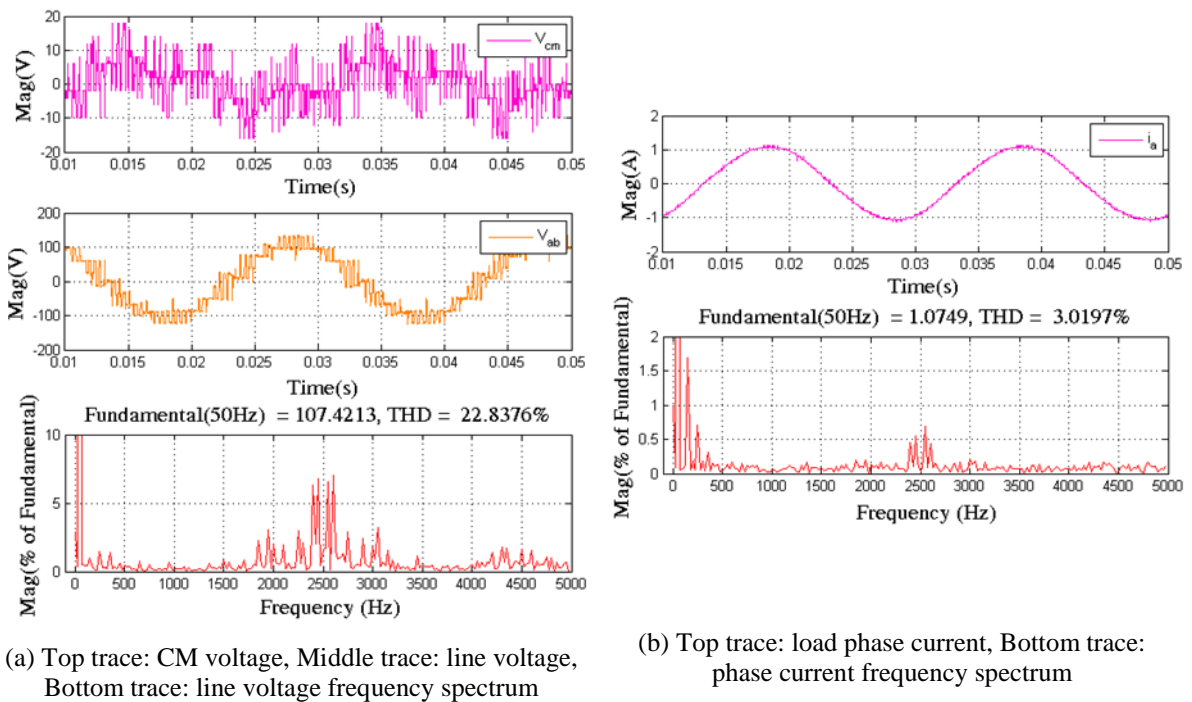 20
10
0
-10
-20
Mag(V)
V_cm
0.01 0.015 0.02 0.025 0.03 0.035 0.04 0.045 0.05
Time(s)
200
100
0
-100
-200
Mag(V)
V_ab
0.01 0.015 0.02 0.025 0.03 0.035 0.04 0.045 0.05
Time(s)
Fundamental(50Hz) = 107.4213, THD = 22.8376%
10
5
0
Mag(% of Fundamental)
0 500 1000 1500 2000 2500 3000 3500 4000 4500 5000
Frequency (Hz)
(a) Top trace: CM voltage, Middle trace: line voltage,
Bottom trace: line voltage frequency spectrum
2
1
0
-1
-2
Mag(A)
i_a
0.01 0.015 0.02 0.025 0.03 0.035 0.04 0.045 0.05
Time(s)
Fundamental(50Hz) = 1.0749, THD = 3.0197%
2
1.5
1
0.5
0
Mag(% of Fundamental)
0 500 1000 1500 2000 2500 3000 3500 4000 4500 5000
Frequency (Hz)
(b) Top trace: load phase current, Bottom trace:
phase current frequency spectrum